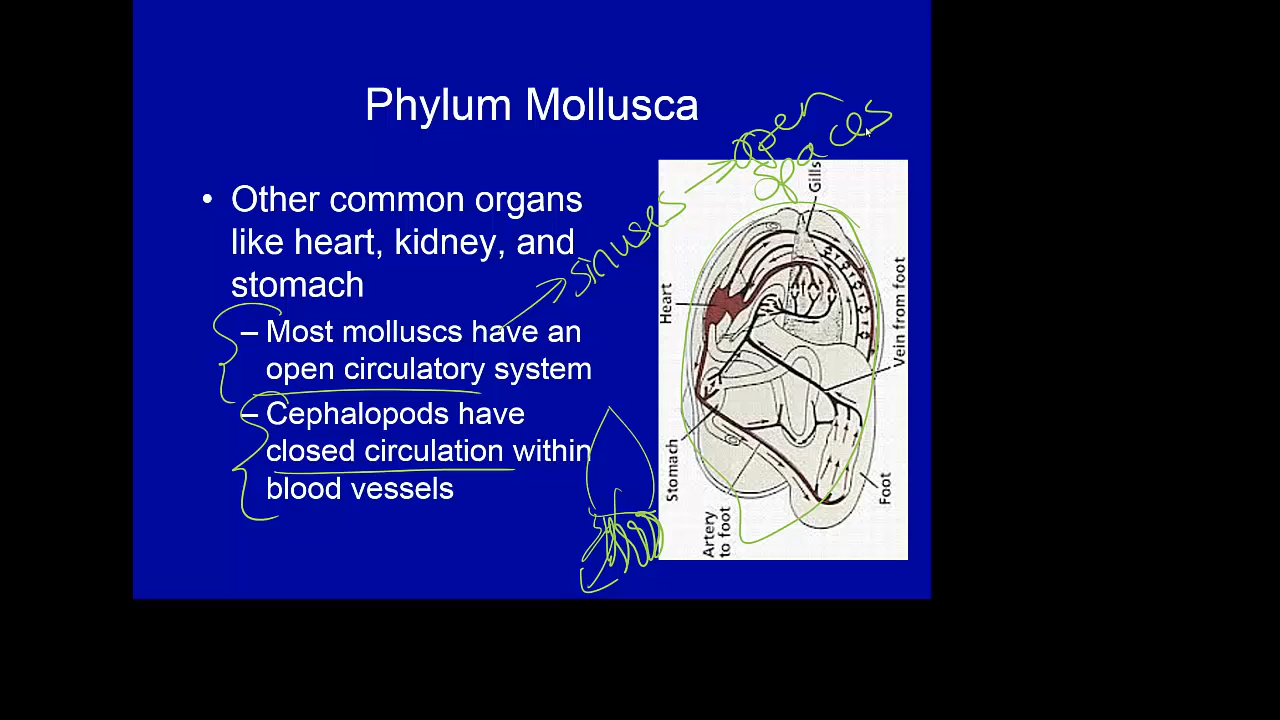 Phylum Mollusca
• Other common organs
like heart, kidney, and
stomach
– Most molluscs have an
open circulatory system
– Cephalopods have
closed circulation within
blood vessels
sinuses
open
spaces
Gills
Heart
Vein from foot
Stomach
Foot
Artery
to foot